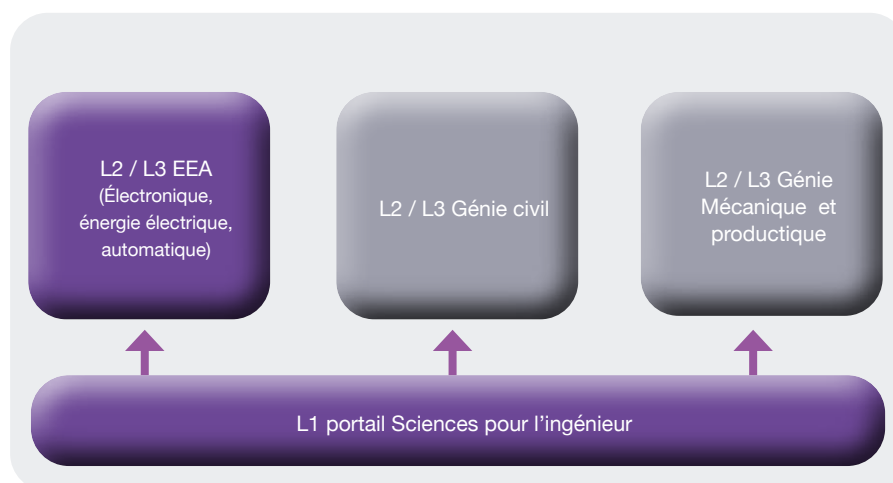 L2 / L3 EEA
(Électronique,
énergie électrique,
automatique)
L2 / L3 Génie civil
L2 / L3 Génie
Mécanique et
productique
L1 portail Sciences pour l'ingénieur